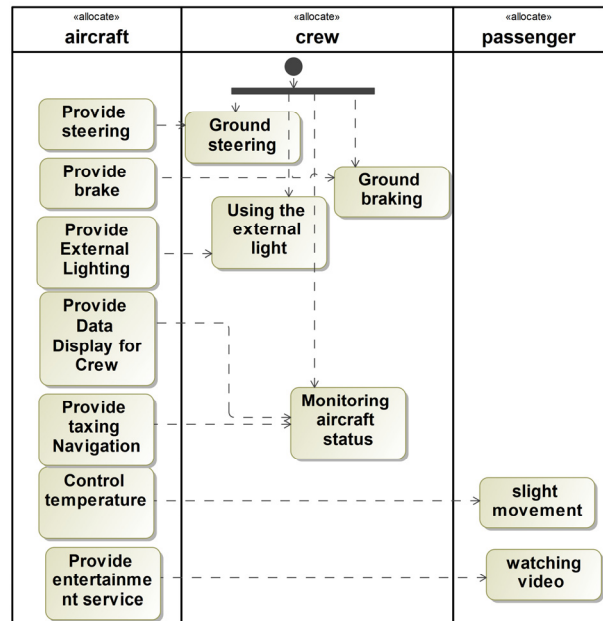 «allocate»
aircraft
«allocate»
crew
«allocate»
passenger
Provide
steering
Ground
steering
Provide
brake
Ground
braking
Using the
external
light
Provide
External
Lighting
Provide
Data
Display for
Crew
Monitoring
aircraft
status
Provide
taxing
Navigation
Control
temperature
slight
movement
Provide
entertainme
nt service
watching
video